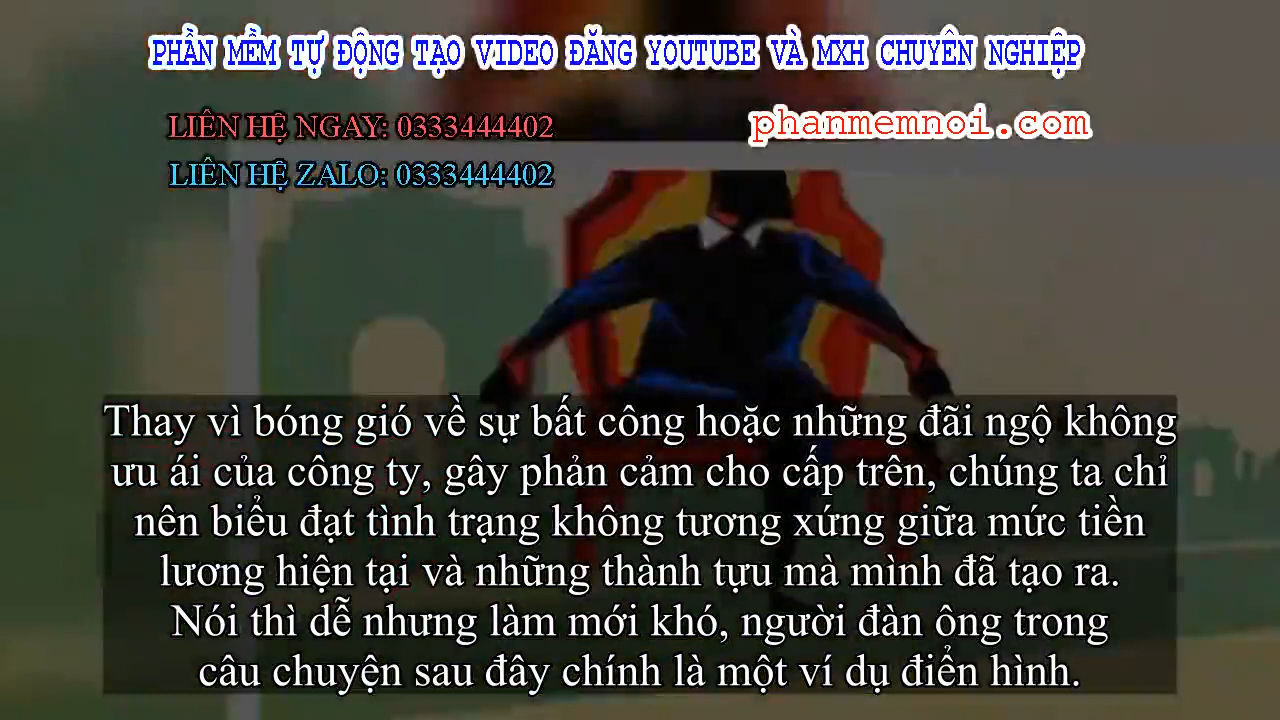 PHẦN MỀM TỰ ĐỘNG TẠO VIDEO ĐĂNG YOUTUBE VÀ MXH CHUYÊN NGHIỆP
LIÊN HỆ NGAY: 0333444402
phanmemnoi.com
LIÊN HỆ ZALO: 0333444402
Thay vì bóng gió về sự bất công hoặc những đãi ngộ không
ưu ái của công ty, gây phản cảm cho cấp trên, chúng ta chỉ
nên biểu đạt tình trạng không tương xứng giữa mức tiền
lương hiện tại và những thành tựu mà mình đã tạo ra.
Nói thì dễ nhưng làm mới khó, người đàn ông trong
câu chuyện sau đây chính là một ví dụ điển hình.